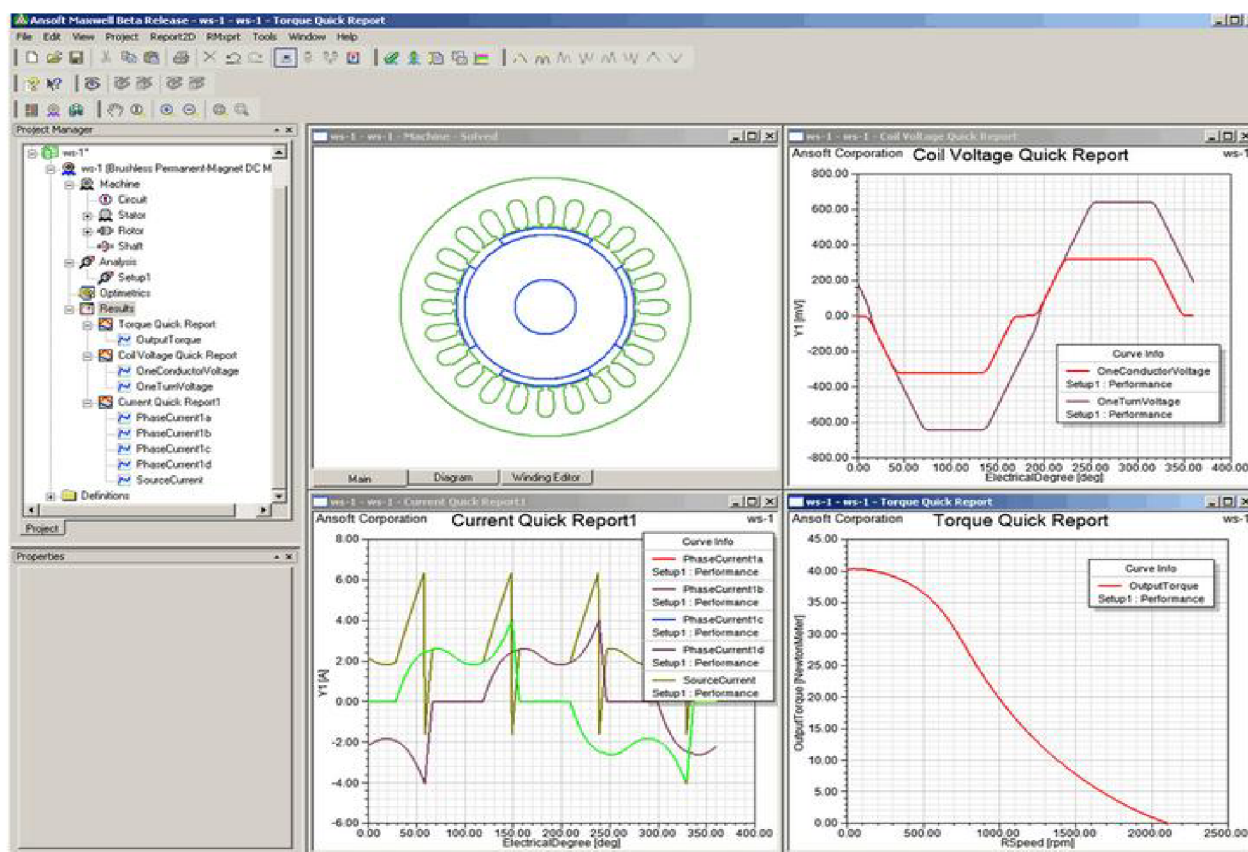 Ansoft Maxwell Beta Release - ws-1 - ws-1 - Torque Quick Report
File Edit View Project Report2D RMxprt Tools Window Help
Project Manager
ws-1*
ws-1 (Brushless Permanent-Magnet DC M
Machine
Circuit
Stator
Rotor
Shaft
Analysis
Setup1
Optimetrics
Results
Torque Quick Report
OutputTorque
Coil Voltage Quick Report
OneConductorVoltage
OneTurnVoltage
Current Quick Report1
PhaseCurrent1a
PhaseCurrent1b
PhaseCurrent1c
PhaseCurrent1d
SourceCurrent
Definitions
Project
Properties
ws-1 - ws-1 - Machine - Solved
Main Diagram Winding Editor
ws-1 - ws-1 - Coil Voltage Quick Report
Ansoft Corporation Coil Voltage Quick Report ws-1
800.00
600.00
400.00
200.00
0.00
-200.00
-400.00
-600.00
-800.00
Y1 [mV]
Curve Info
OneConductorVoltage
Setup1 : Performance
OneTurnVoltage
Setup1 : Performance
0.00 50.00 100.00 150.00 200.00 250.00 300.00 350.00 400.00
ElectricalDegree [deg]
ws-1 - ws-1 - Current Quick Report1
Ansoft Corporation Current Quick Report1 ws-1
8.00
6.00
4.00
2.00
0.00
-2.00
-4.00
-6.00
Y1 [A]
Curve Info
PhaseCurrent1a
Setup1 : Performance
PhaseCurrent1b
Setup1 : Performance
PhaseCurrent1c
Setup1 : Performance
PhaseCurrent1d
Setup1 : Performance
SourceCurrent
Setup1 : Performance
0.00 50.00 100.00 150.00 200.00 250.00 300.00 350.00 400.00
ElectricalDegree [deg]
ws-1 - ws-1 - Torque Quick Report
Ansoft Corporation Torque Quick Report ws-1
45.00
40.00
35.00
30.00
25.00
20.00
15.00
10.00
5.00
0.00
OutputTorque [NewtonMeter]
Curve Info
OutputTorque
Setup1 : Performance
0.00 500.00 1000.00 1500.00 2000.00 2500.00
RSpeed [rpm]